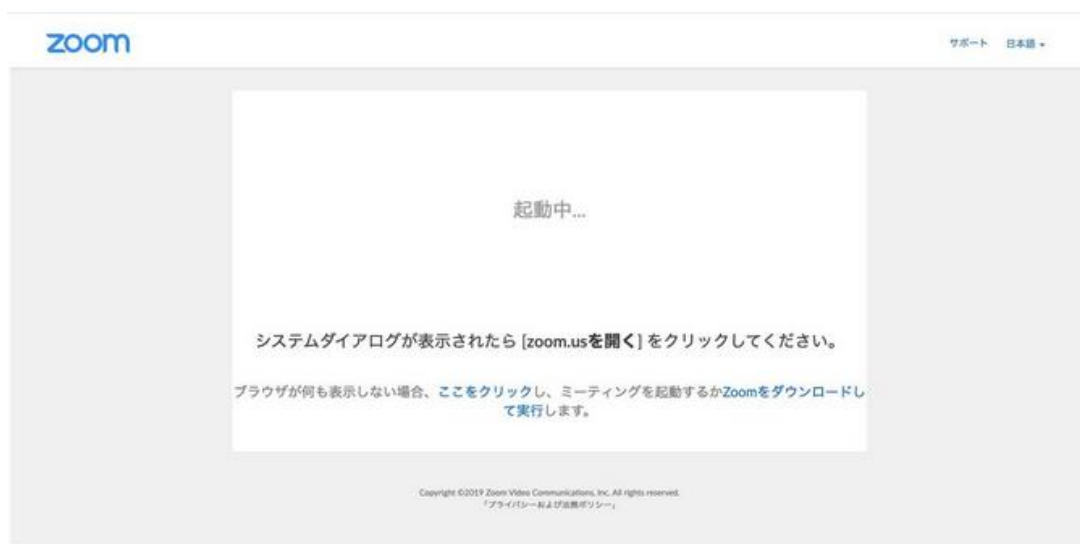 zoom
サポート 日本語
起動中...
システムダイアログが表示されたら [zoom.usを開く] をクリックしてください。
ブラウザが何も表示しない場合、ここをクリックし、ミーティングを起動するかZoomをダウンロードし
て実行します。
Copyright ©2019 Zoom Video Communications, Inc. All rights reserved.
「プライバシーおよび法務ポリシー」